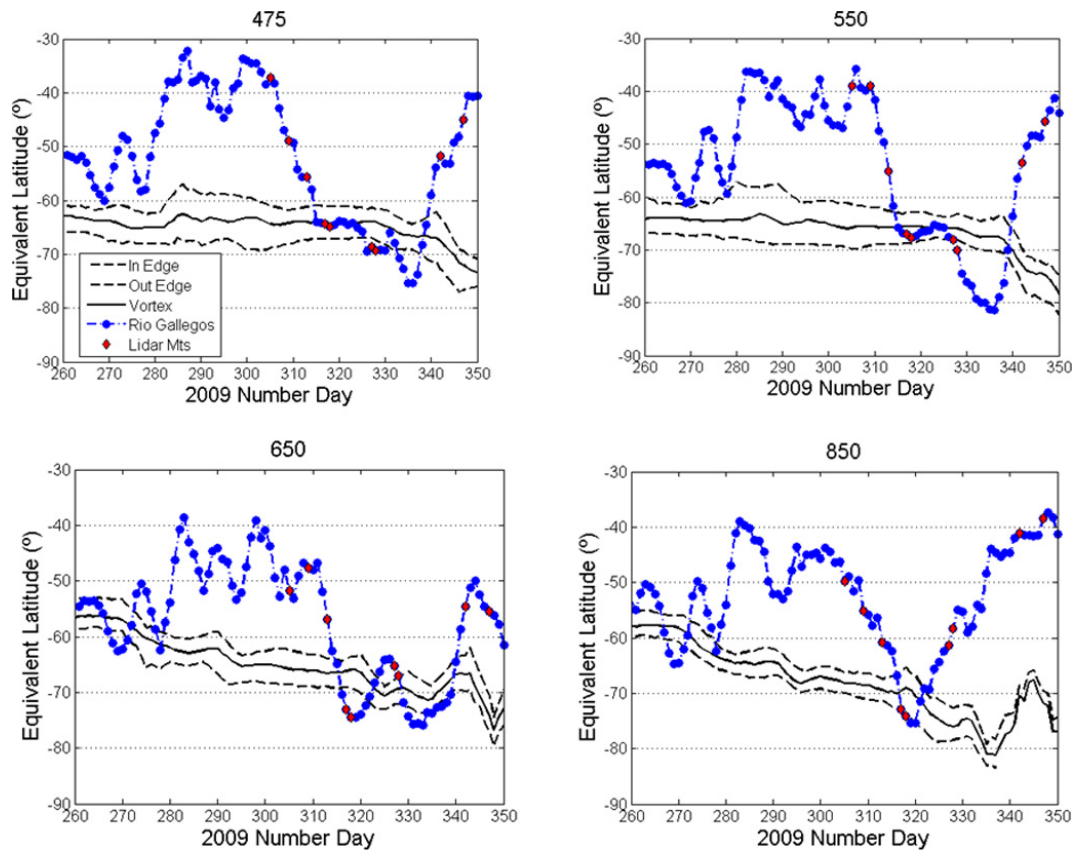 475
-30
-40
-50
-60
-70
-80
-90
Equivalent Latitude (º)
In Edge
Out Edge
Vortex
Rio Gallegos
Lidar Mts
260 270 280 290 300 310 320 330 340 350
2009 Number Day
550
-30
-40
-50
-60
-70
-80
-90
Equivalent Latitude (º)
260 270 280 290 300 310 320 330 340 350
2009 Number Day
650
-30
-40
-50
-60
-70
-80
-90
Equivalent Latitude (º)
260 270 280 290 300 310 320 330 340 350
2009 Number Day
850
-30
-40
-50
-60
-70
-80
-90
Equivalent Latitude (º)
260 270 280 290 300 310 320 330 340 350
2009 Number Day